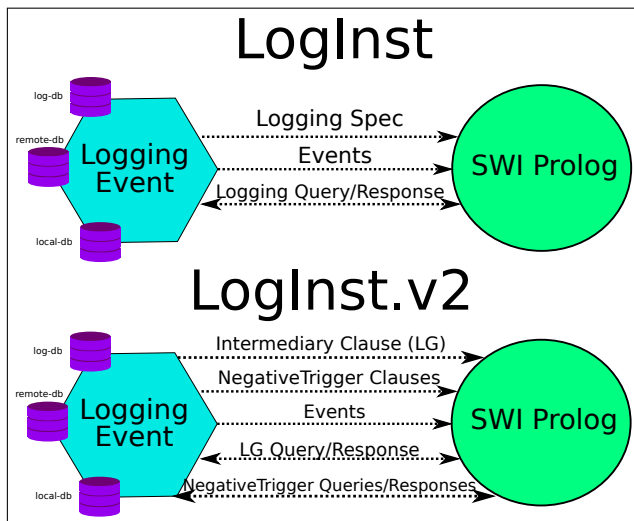 LogInst
log-db
Logging Spec
remote-db
Logging
Event
Events
SWI Prolog
Logging Query/Response
local-db
LogInst.v2
log-db
Intermediary Clause (LG)
NegativeTrigger Clauses
remote-db
Logging
Event
Events
SWI Prolog
LG Query/Response
local-db
NegativeTrigger Queries/Responses